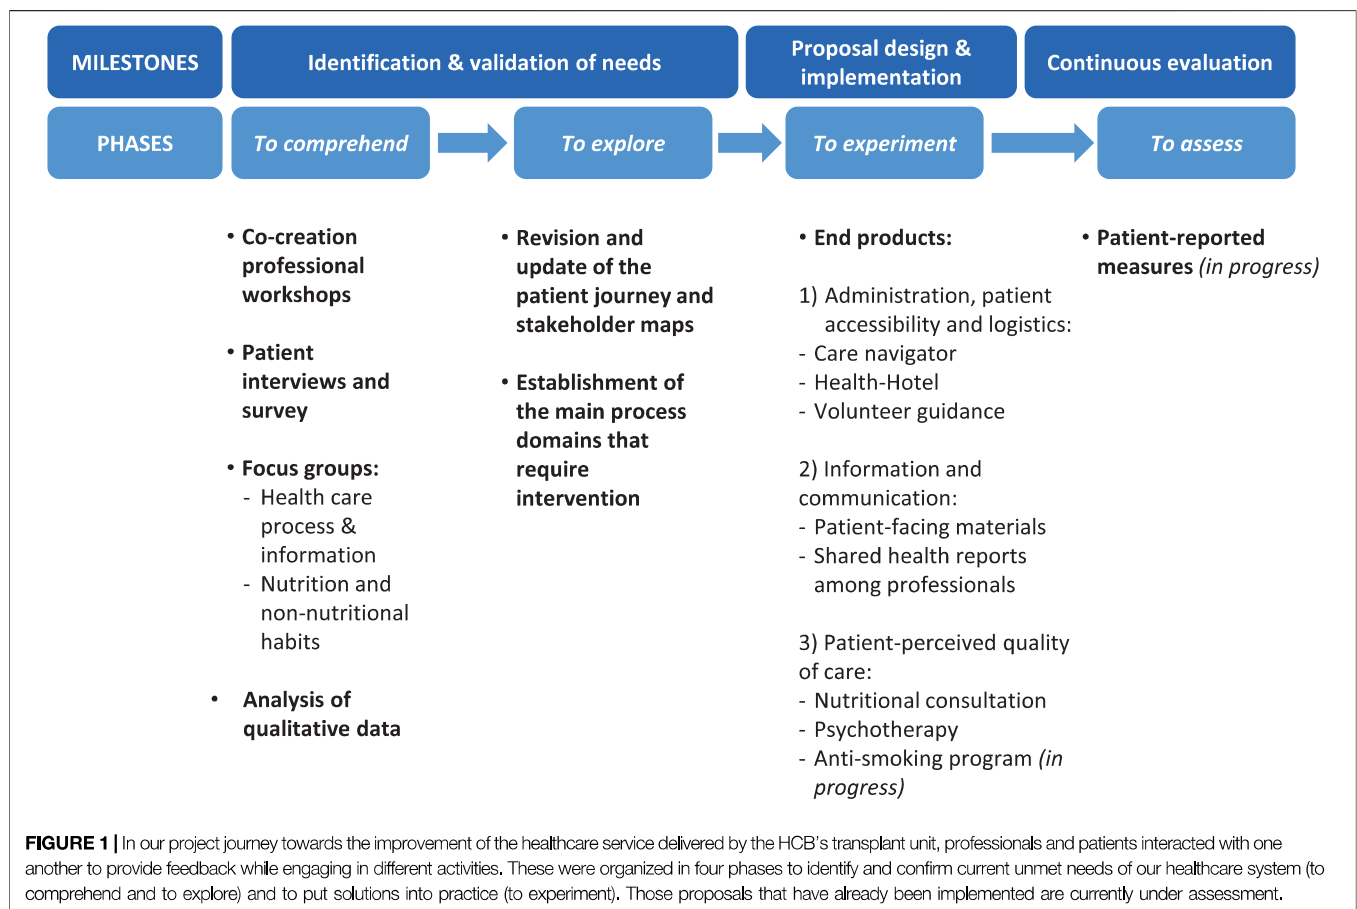 MILESTONES
Identification & validation of needs
Proposal design &
implementation
Continuous evaluation
PHASES
To comprehend
To explore
To experiment
To assess
• Co-creation
professional
workshops
• Patient
interviews and
survey
• Focus groups:
- Health care
process &
information
- Nutrition and
non-nutritional
habits
• Analysis of
qualitative data
• Revision and
update of the
patient journey and
stakeholder maps
• Establishment of
the main process
domains that
require
intervention
• End products:
1) Administration, patient
accessibility and logistics:
- Care navigator
- Health-Hotel
- Volunteer guidance
2) Information and
communication:
- Patient-facing materials
- Shared health reports
among professionals
3) Patient-perceived quality
of care:
- Nutritional consultation
- Psychotherapy
- Anti-smoking program (in
progress)
• Patient-reported
measures (in progress)
FIGURE 1 | In our project journey towards the improvement of the healthcare service delivered by the HCB's transplant unit, professionals and patients interacted with one
another to provide feedback while engaging in different activities. These were organized in four phases to identify and confirm current unmet needs of our healthcare system (to
comprehend and to explore) and to put solutions into practice (to experiment). Those proposals that have already been implemented are currently under assessment.